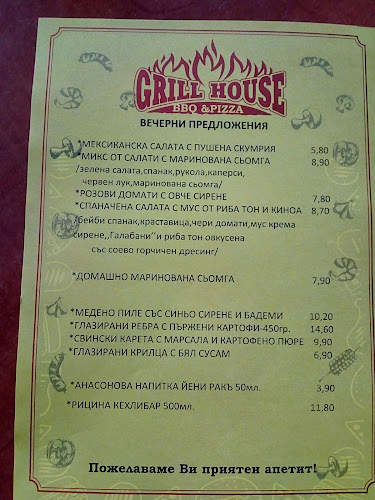 GRILL HOUSE
BBQ & PIZZA
ВЕЧЕРНИ ПРЕДЛОЖЕНИЯ
*МЕКСИКАНСКА САЛАТА С ПУШЕНА СКУМРИЯ 5,80
*МИКС ОТ САЛАТИ С МАРИНОВАНА СЬОМГА 8,90
/зелена салата,спанак,рукола,каперси,
червен лук,маринована сьомга/
*РОЗОВИ ДОМАТИ С ОВЧЕ СИРЕНЕ 7,80
*СПАНАЧЕНА САЛАТА С МУС ОТ РИБА ТОН И КИНОА 8,70
/бейби спанак,краставица,чери домати,мус крема
сирене,,Галабани'' и риба тон овкусена
със соево горчичен дресинг/
*ДОМАШНО МАРИНОВАНА СЬОМГА 7,90
*МЕДЕНО ПИЛЕ СЪС СИНЬО СИРЕНЕ И БАДЕМИ 10,20
*ГЛАЗИРАНИ РЕБРА С ПЪРЖЕНИ КАРТОФИ-450гр. 14,60
*СВИНСКИ КАРЕТА С МАРСАЛА И КАРТОФЕНО ПЮРЕ 9,90
*ГЛАЗИРАНИ КРИЛЦА С БЯЛ СУСАМ 6,90
*АНАСОНОВА НАПИТКА ЙЕНИ РАКЪ 50мл. 3,90
*РИЦИНА КЕХЛИБАР 500мл. 11,80
Пожелаваме Ви приятен апетит!